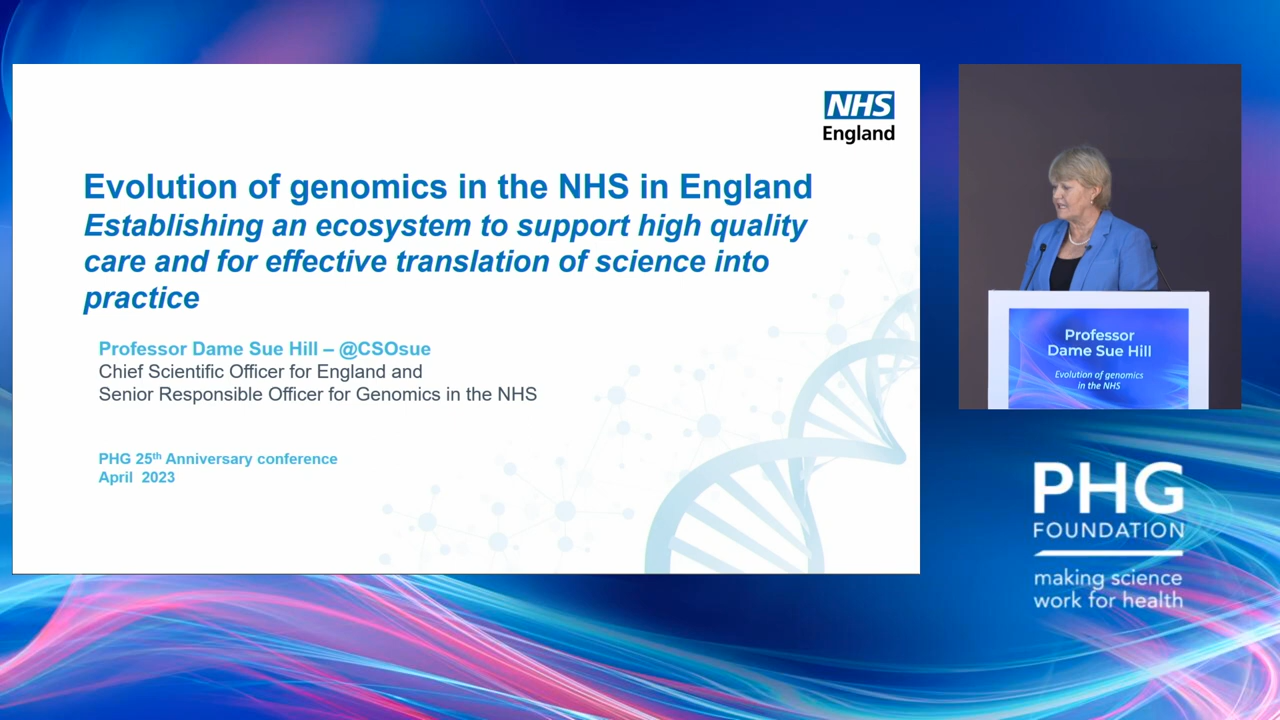 NHS
England
Evolution of genomics in the NHS in England
Establishing an ecosystem to support high quality
care and for effective translation of science into
practice
Professor Dame Sue Hill – @CSOsue
Chief Scientific Officer for England and
Senior Responsible Officer for Genomics in the NHS
PHG 25th Anniversary conference
April 2023
Professor
Dame Sue Hill
Evolution of genomics
in the NHS
PHG
FOUNDATION
making science
work for health